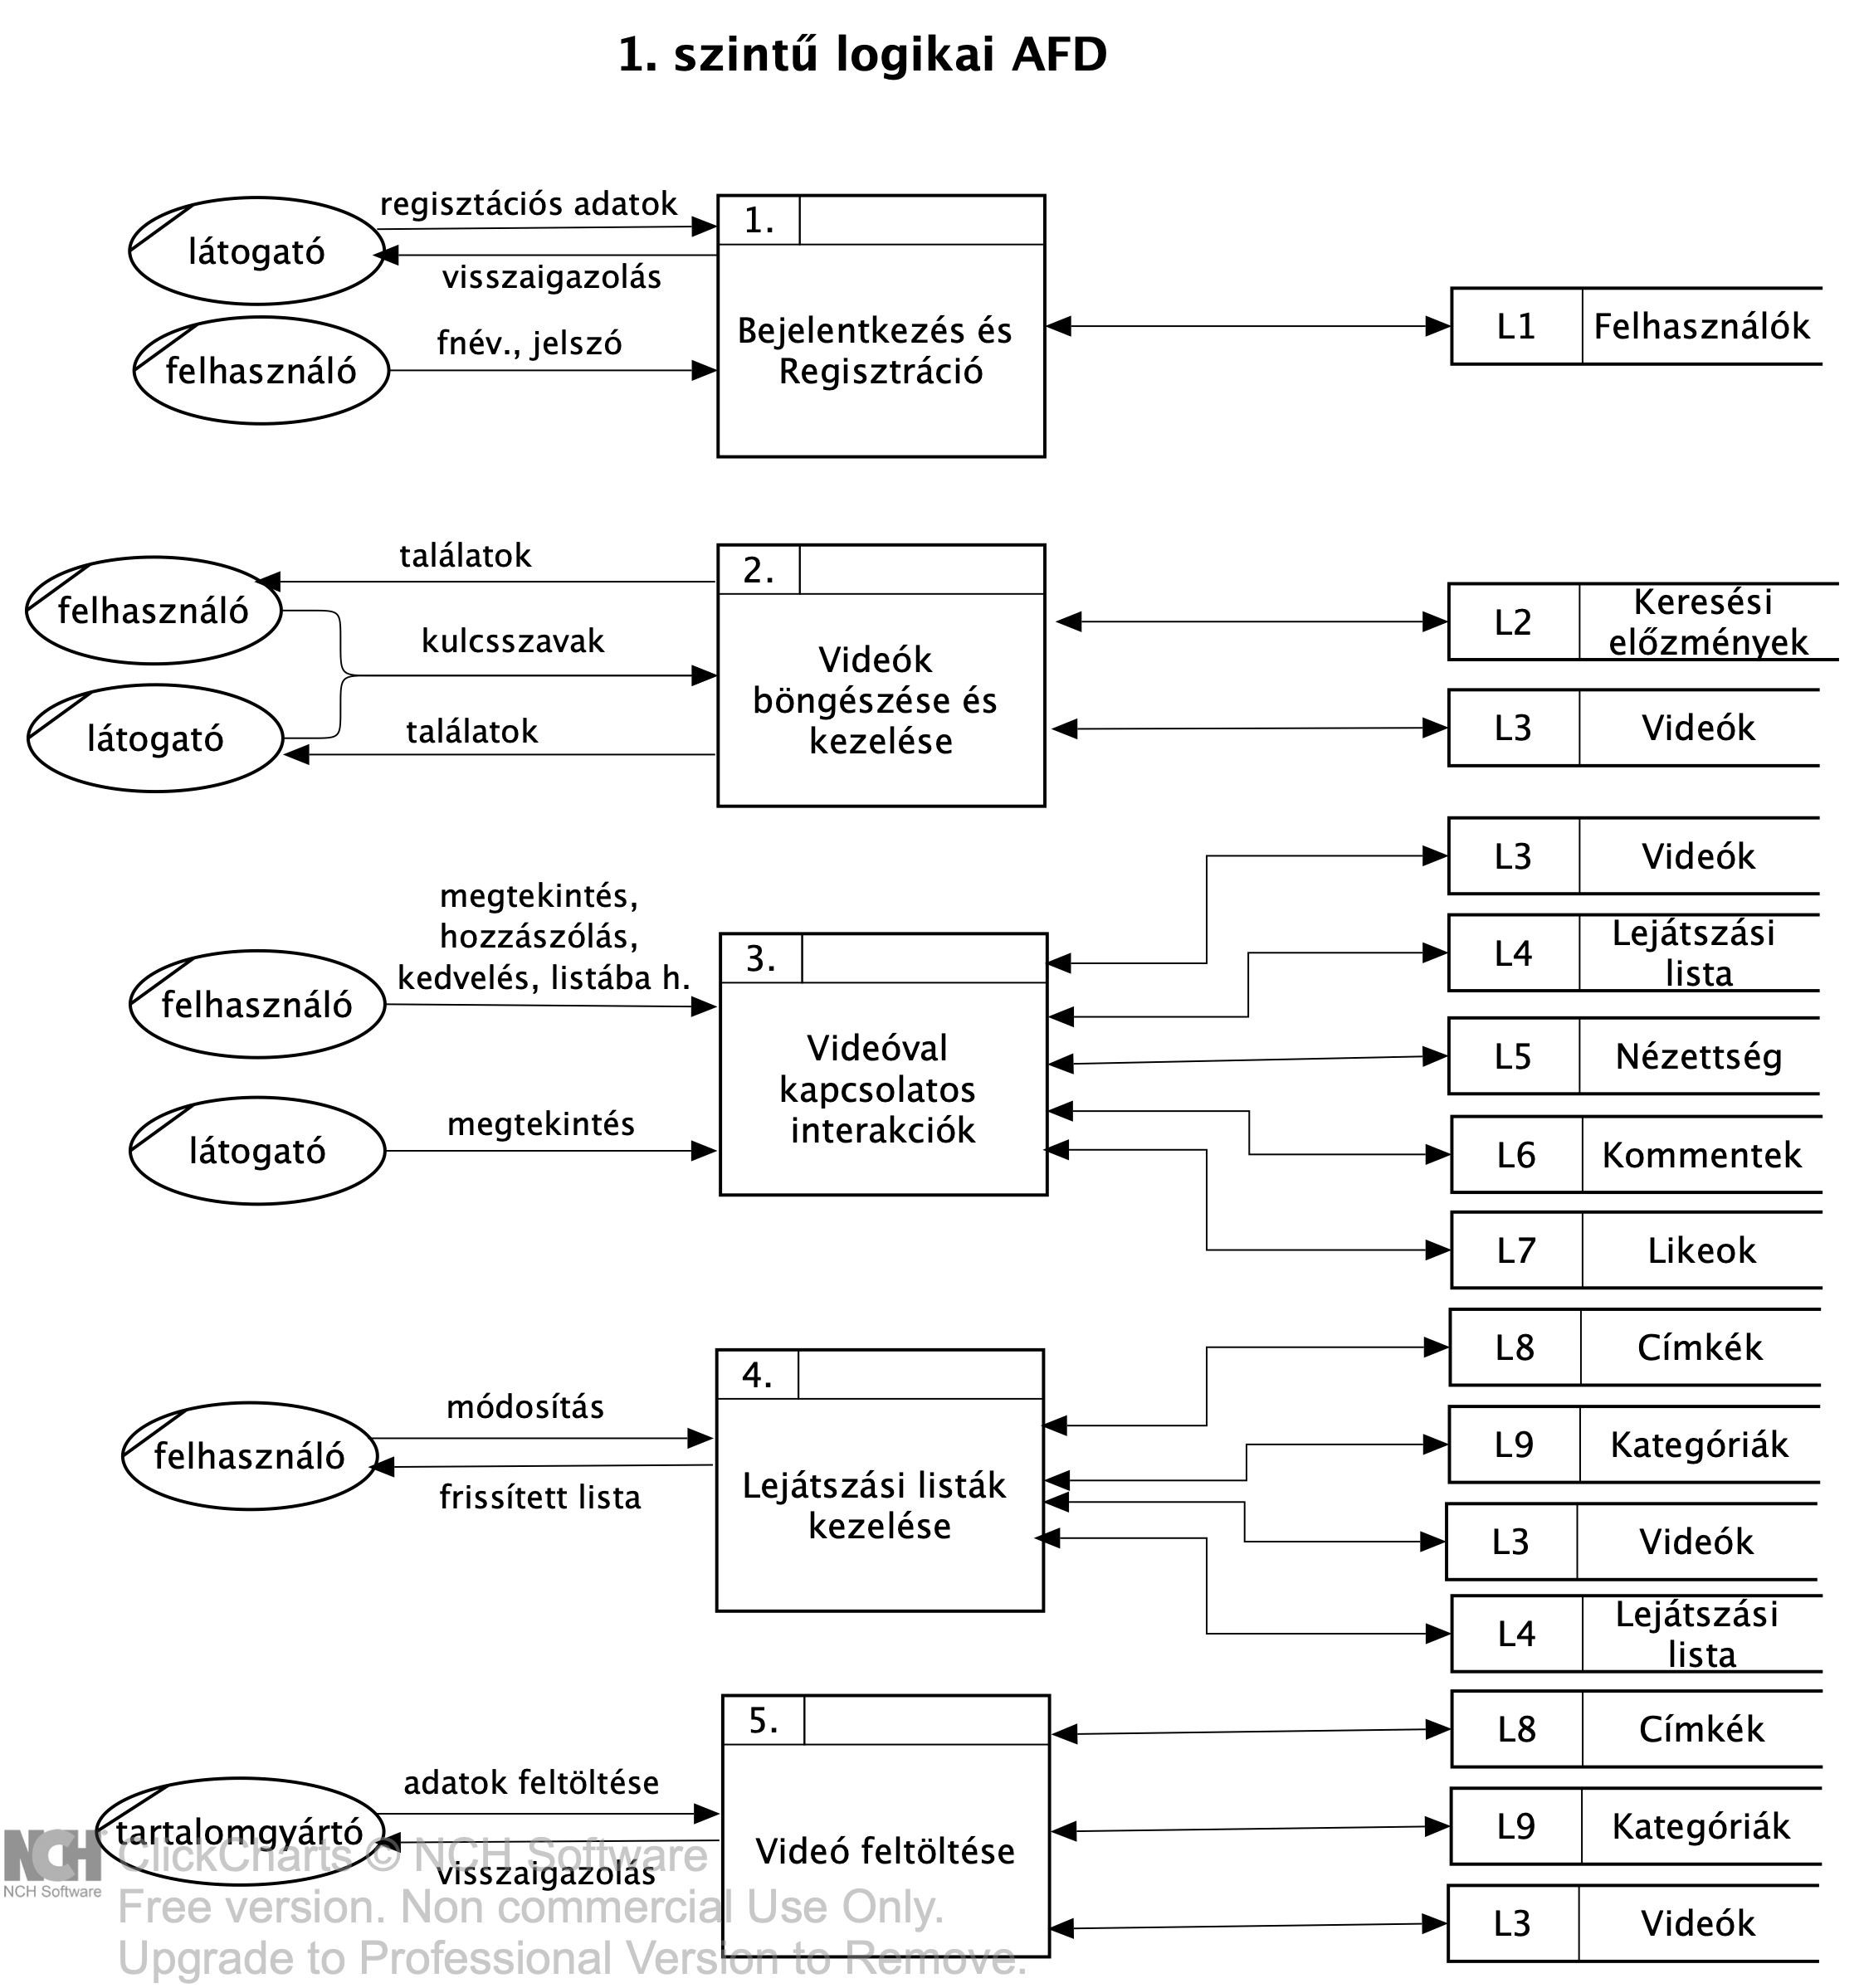 1. szintű logikai AFD
regisztációs adatok
látogató
visszaigazolás
fnév., jelszó
felhasználó
1.
Bejelentkezés és
Regisztráció
L1
Felhasználók
találatok
felhasználó
kulcsszavak
látogató
találatok
2.
Videók
böngészése és
kezelése
L2
Keresési
előzmények
L3
Videók
megtekintés,
hozzászólás,
kedvelés, listába h.
felhasználó
megtekintés
látogató
3.
Videóval
kapcsolatos
interakciók
L3
Videók
L4
Lejátszási
lista
L5
Nézettség
L6
Kommentek
L7
Likeok
módosítás
felhasználó
frissített lista
4.
Lejátszási listák
kezelése
L8
Címkék
L9
Kategóriák
L3
Videók
L4
Lejátszási
lista
adatok feltöltése
tartalomgyártó
visszaigazolás
5.
Videó feltöltése
L8
Címkék
L9
Kategóriák
L3
Videók
NCH
NCH Software
ClickCharts © NCH Software
Free version. Non commercial Use Only.
Upgrade to Professional Version to Remove.